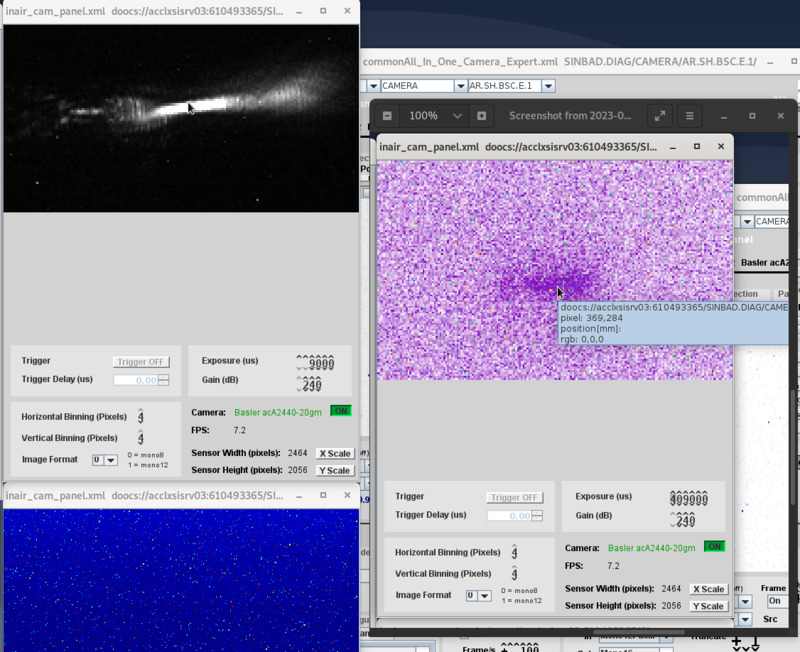 inair_cam_panel.xml doocs://acclxsisrv03:610493365/SI...
commonAll_In_One_Camera_Expert.xml SINBAD.DIAG/CAMERA/AR.SH.BSC.E.1/
CAMERA
AR.SH.BSC.E.1
100%
Screenshot from 2023-0...
inair_cam_panel.xml doocs://acclxsisrv03:610493365/SI...
commonAll
CAMERA
Basler acA2
doocs://acclxsisrv03:610493365/SINBAD.DIAG/CAME
pixel: 369,284
position[mm]:
rgb: 0,0,0
Trigger
Trigger OFF
Trigger Delay (us)
0.00
Exposure (us)
9000
Gain (dB)
240
Horizontal Binning (Pixels)
4
Vertical Binning (Pixels)
4
Image Format
0
0 = mono8
1 = mono12
Camera:
Basler acA2440-20gm
ON
FPS:
7.2
Sensor Width (pixels):
2464
X Scale
Sensor Height (pixels):
2056
Y Scale
inair_cam_panel.xml doocs://acclxsisrv03:610493365/SI...
Trigger
Trigger OFF
Trigger Delay (us)
0.00
Exposure (us)
409000
Gain (dB)
240
Horizontal Binning (Pixels)
4
Vertical Binning (Pixels)
4
Image Format
0
0 = mono8
1 = mono12
Camera:
Basler acA2440-20gm
ON
FPS:
7.2
Sensor Width (pixels):
2464
X Scale
Sensor Height (pixels):
2056
Y Scale
Frame
On
Src
Frame/s
100